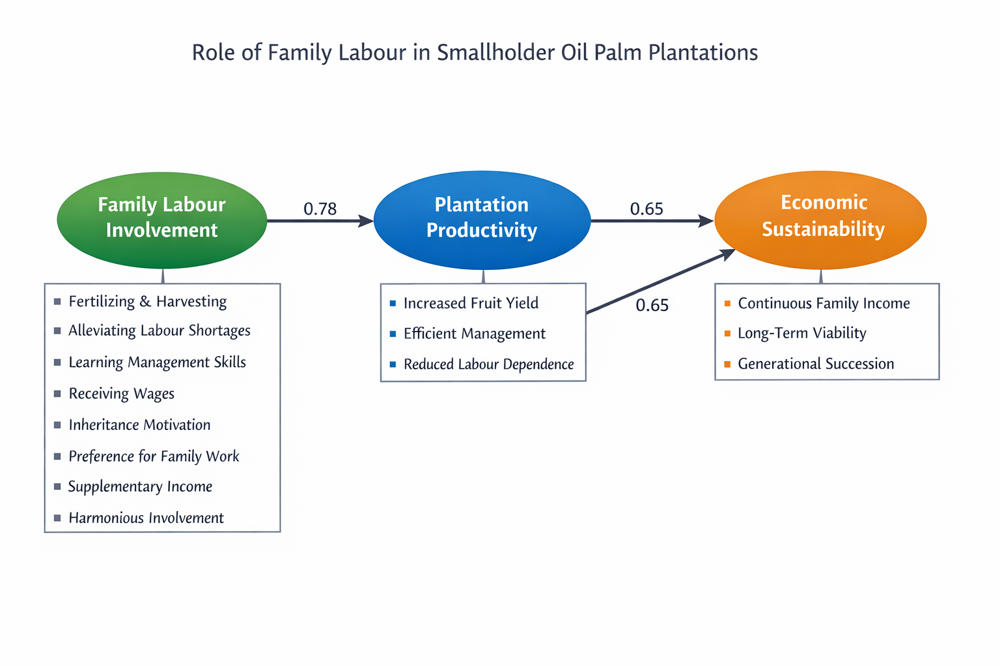 Role of Family Labour in Smallholder Oil Palm Plantations
Family Labour
Involvement
0.78
Plantation
Productivity
0.65
Economic
Sustainability
0.65
Fertilizing & Harvesting
Alleviating Labour Shortages
Learning Management Skills
Receiving Wages
Inheritance Motivation
Preference for Family Work
Supplementary Income
Harmonious Involvement
Increased Fruit Yield
Efficient Management
Reduced Labour Dependence
Continuous Family Income
Long-Term Viability
Generational Succession